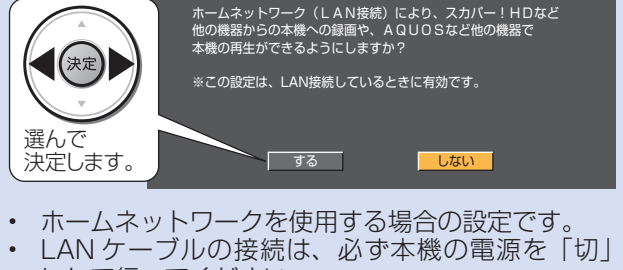 ホームネットワーク（ＬＡＮ接続）により、スカパー！ＨＤなど
他の機器からの本機への録画や、ＡＱＵＯＳなど他の機器で
本機の再生ができるようにしますか？
※この設定は、LAN接続しているときに有効です。
決定
選んで
決定します。
する
しない
• ホームネットワークを使用する場合の設定です。
• LANケーブルの接続は、必ず本機の電源を「切」